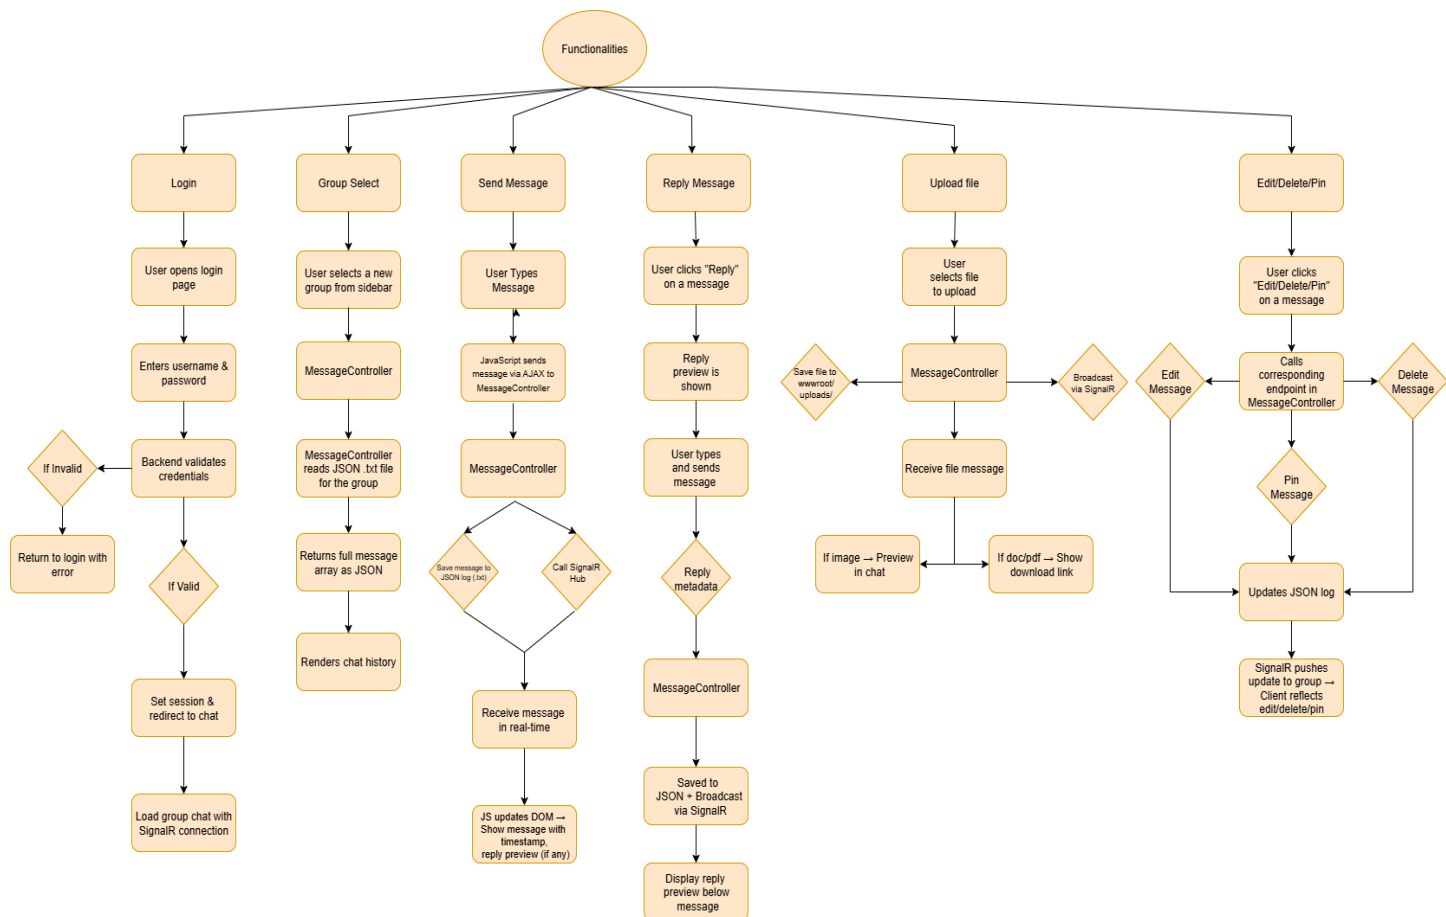 Functionalities
Login
User opens login
page
Enters username &
password
Backend validates
credentials
If Invalid
Return to login with
error
If Valid
Set session &
redirect to chat
Load group chat with
SignalR connection
Group Select
User selects a new
group from sidebar
MessageController
MessageController
reads JSON .txt file
for the group
Returns full message
array as JSON
Renders chat history
Send Message
User Types
Message
JavaScript sends
message via AJAX to
MessageController
MessageController
Save message to
JSON log (.txt)
Call SignalR
Hub
Receive message
in real-time
JS updates DOM →
Show message with
timestamp,
reply preview (if any)
Reply Message
User clicks "Reply"
on a message
Reply
preview is
shown
User types
and sends
message
Reply
metadata
MessageController
Saved to
JSON + Broadcast
via SignalR
Display reply
preview below
message
Upload file
User
selects file
to upload
MessageController
Save file to
wwwroot/
uploads/
Broadcast
via SignalR
Receive file message
If image → Preview
in chat
If doc/pdf → Show
download link
Edit/Delete/Pin
User clicks
"Edit/Delete/Pin"
on a message
Calls
corresponding
endpoint in
MessageController
Edit
Message
Delete
Message
Pin
Message
Updates JSON log
SignalR pushes
update to group →
Client reflects
edit/delete/pin